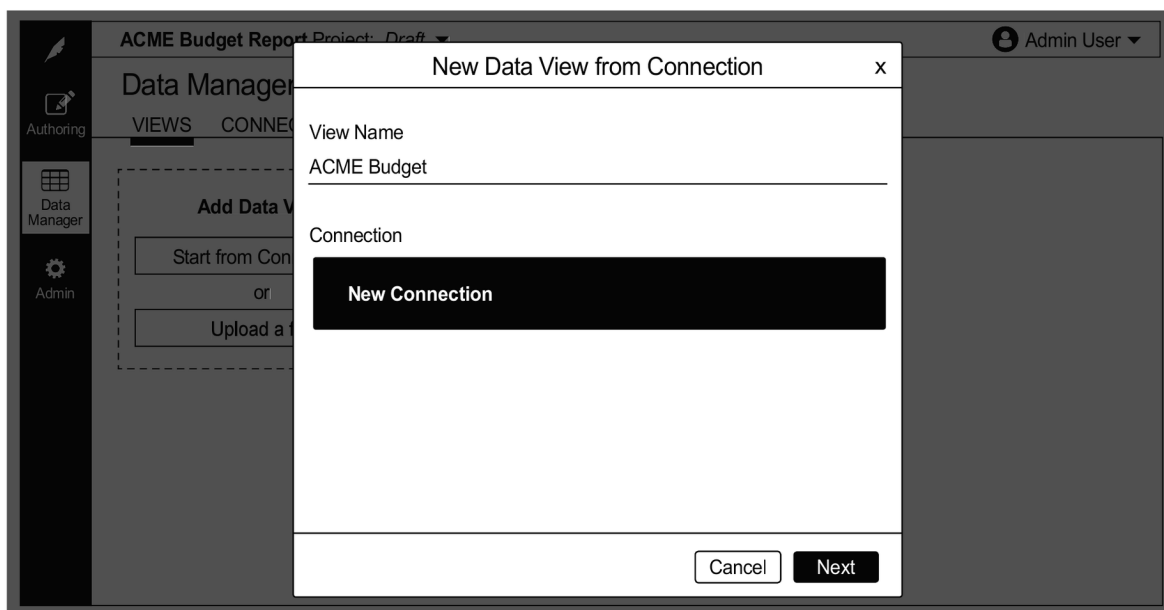 ACME Budget Report Project: Draft
Admin User
Data Manager
VIEWS
Authoring
Data
Manager
Admin
Add Data V
Start from Con
or
Upload a f
New Data View from Connection
x
View Name
ACME Budget
Connection
New Connection
Cancel
Next